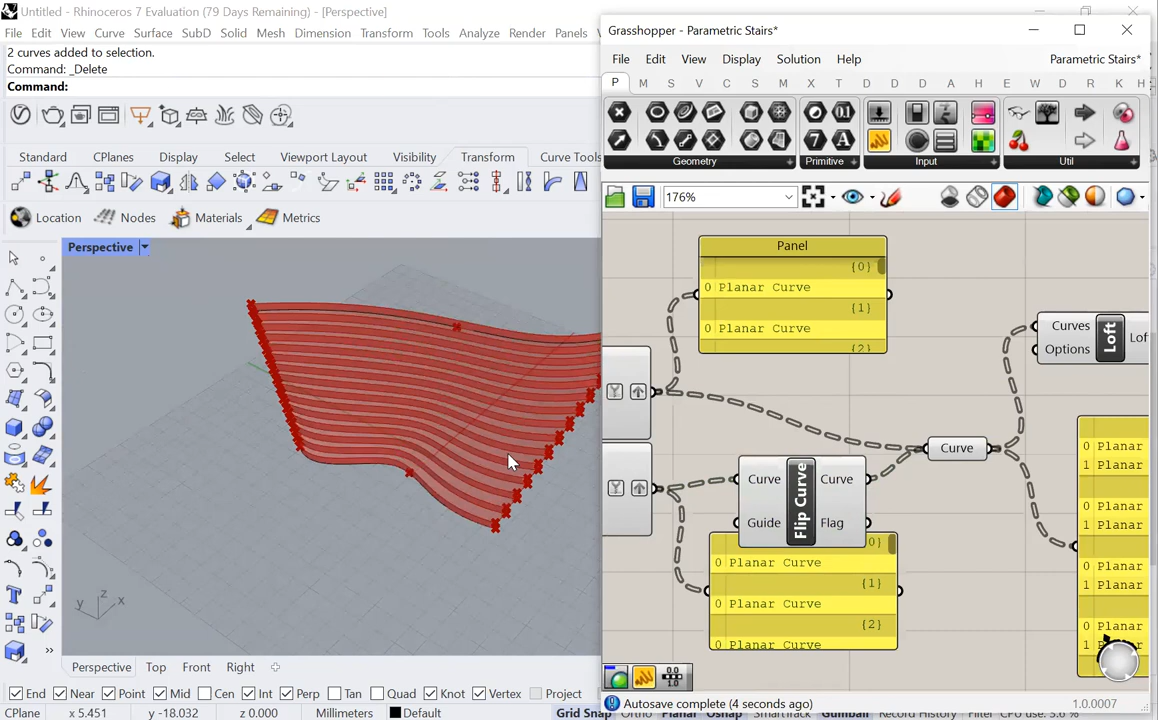 Untitled - Rhinoceros 7 Evaluation (79 Days Remaining) - [Perspective]
File Edit View Curve Surface SubD Solid Mesh Dimension Transform Tools Analyze Render Panels
2 curves added to selection.
Command: _Delete
Command:
Standard CPlanes Display Select Viewport Layout Visibility Transform Curve Tools
Location Nodes Materials Metrics
Perspective
z
y x
Perspective Top Front Right
End Near Point Mid Cen Int Perp Tan Quad Knot Vertex Project
CPlane x 5.451 y -18.032 z 0.000 Millimeters Default Grid Snap Ortho Planar Osnap SmartTrack Gumball Record History
Grasshopper - Parametric Stairs*
File Edit View Display Solution Help Parametric Stairs*
P M S V C I M X T D D D A H E W D R K H
Geometry Primitive Input Util
176%
Panel
{0}
0 Planar Curve
{1}
0 Planar Curve
{2}
Curves
Options
Loft
Lof
Curve
Curve Curve
Flip Curve
Guide Flag
0}
0 Planar Curve
{1}
0 Planar Curve
{2}
0 Planar Curve
0 Planar
1 Planar
0 Planar
1 Planar
0 Planar
1 Planar
0 Planar
1 Planar
Autosave complete (4 seconds ago) 1.0.0007